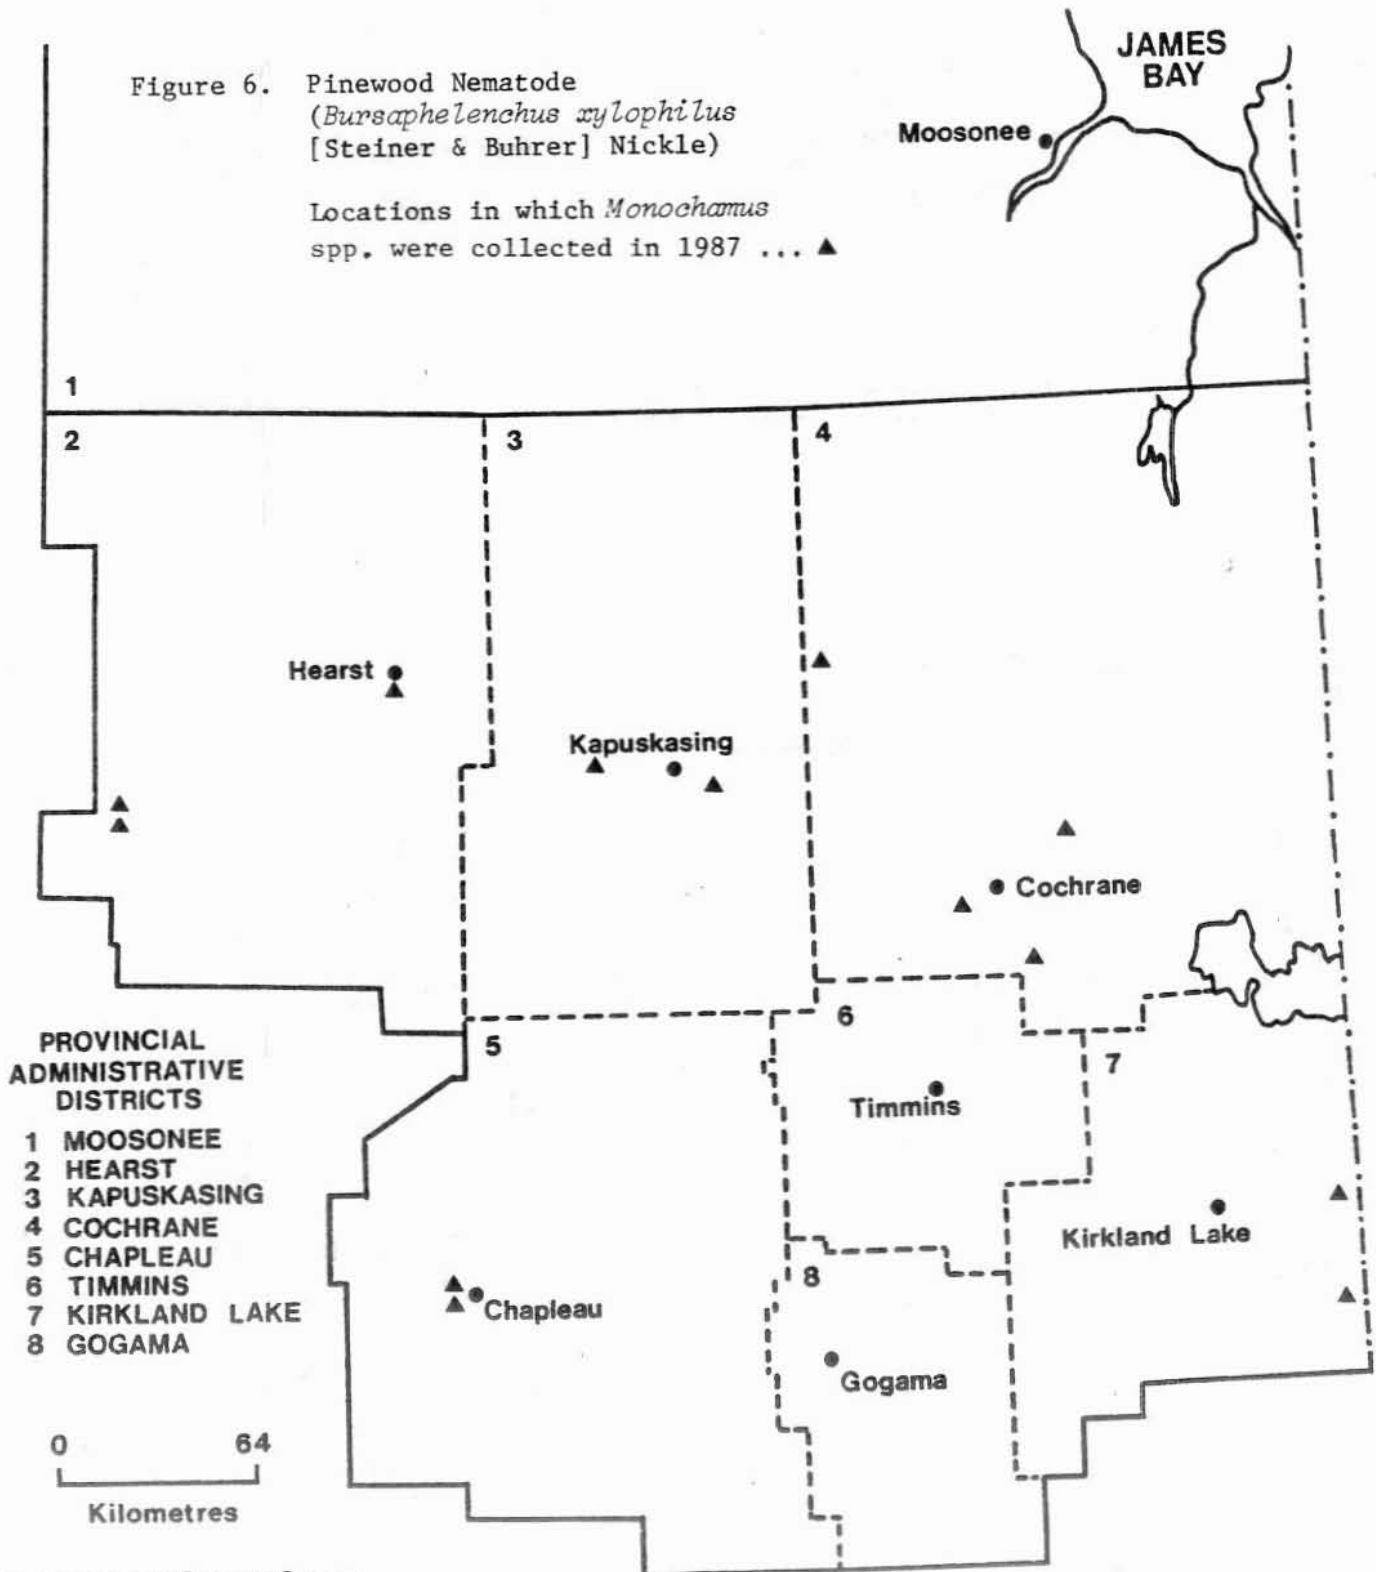 Figure 6. Pinewood Nematode
(Bursaphelenchus xylophilus
[Steiner & Buhrer] Nickle)
Locations in which Monochamus
spp. were collected in 1987 ... ▲
JAMES
BAY
Moosonee
1
2
3
4
Hearst
Kapuskasing
Cochrane
5
6
7
Timmins
Kirkland Lake
8
Chapleau
Gogama
PROVINCIAL
ADMINISTRATIVE
DISTRICTS
1 MOOSONEE
2 HEARST
3 KAPUSKASING
4 COCHRANE
5 CHAPLEAU
6 TIMMINS
7 KIRKLAND LAKE
8 GOGAMA
0 64
Kilometres